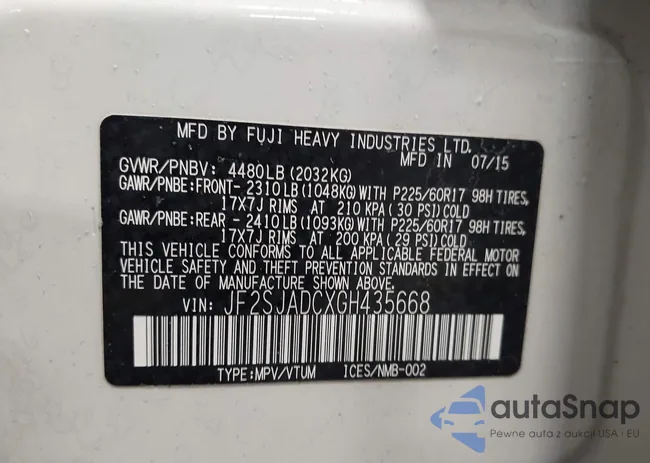 MFD BY FUJI HEAVY INDUSTRIES LTD.
MFD IN 07/15
GVWR/PNBV: 4480LB (2032KG)
GAWR/PNBE:FRONT- 2310LB (1048KG) WITH P225/60R17 98H TIRES,
17X7J RIMS AT 210 KPA ( 30 PSI) COLD
GAWR/PNBE:REAR - 2410LB (1093KG) WITH P225/60R17 98H TIRES,
17X7J RIMS AT 200 KPA ( 29 PSI) COLD
THIS VEHICLE CONFORMS TO ALL APPLICABLE FEDERAL MOTOR
VEHICLE SAFETY AND THEFT PREVENTION STANDARDS IN EFFECT ON
THE DATE OF MANUFACTURE SHOWN ABOVE.
VIN: JF2SJADCXGH435668
TYPE:MPV/VTUM ICES/NMB-002
autaSnap
Pewne auta z aukcji USA i EU